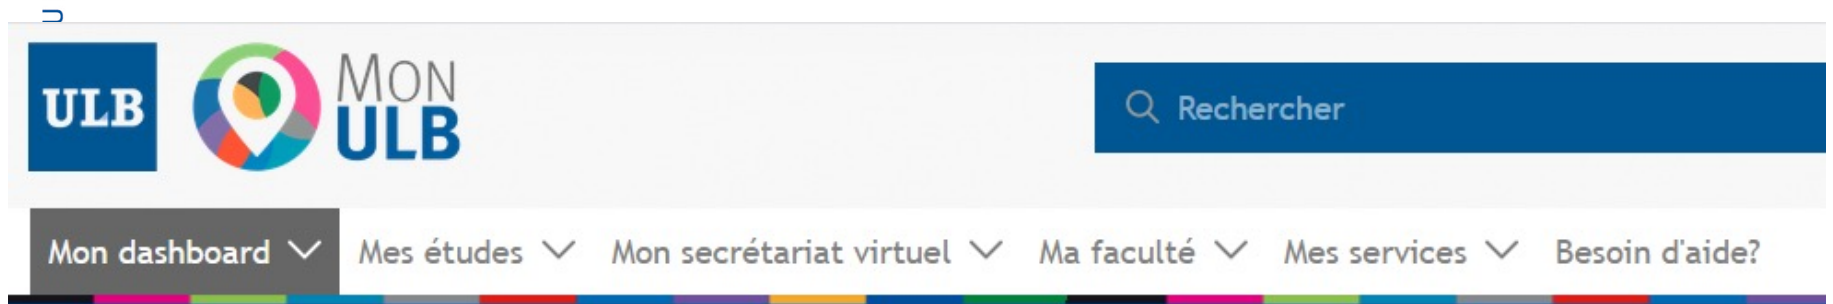 ULB
MON
ULB
Rechercher
Mon dashboard Mes études Mon secrétariat virtuel Ma faculté Mes services Besoin d'aide?